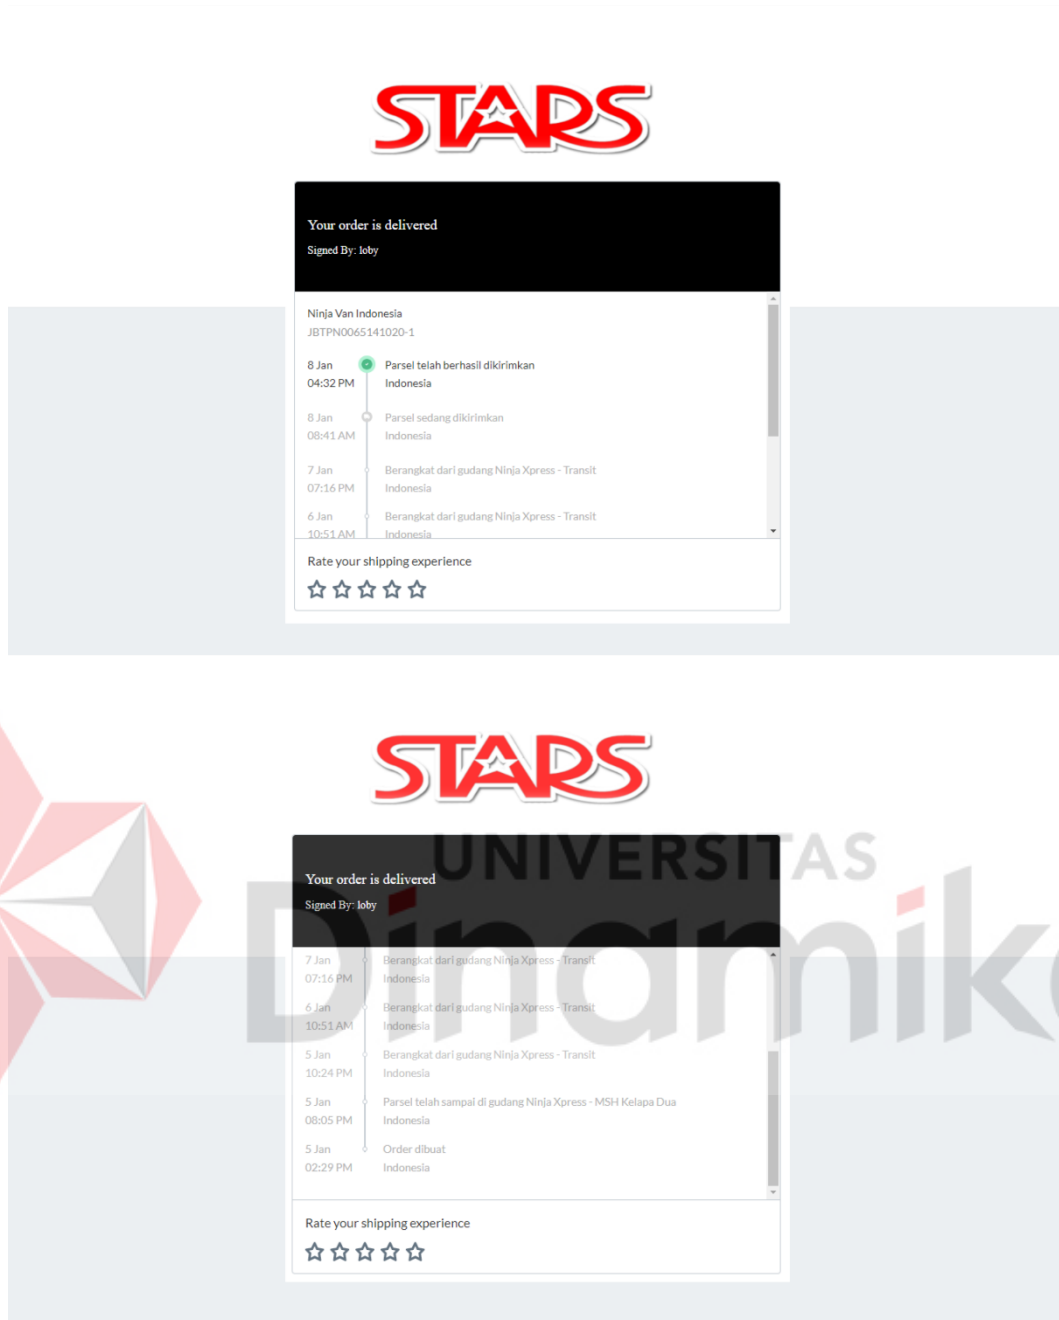 STARS
Your order is delivered
Signed By: loby
Ninja Van Indonesia
JBTPN0065141020-1
8 Jan Parsel telah berhasil dikirimkan
04:32 PM Indonesia
8 Jan Parsel sedang dikirimkan
08:41 AM Indonesia
7 Jan Berangkat dari gudang Ninja Xpress - Transit
07:16 PM Indonesia
6 Jan Berangkat dari gudang Ninja Xpress - Transit
10:51 AM Indonesia
Rate your shipping experience
STARS
UNIVERSITAS
Dinamika
Your order is delivered
Signed By: loby
7 Jan Berangkat dari gudang Ninja Xpress - Transit
07:16 PM Indonesia
6 Jan Berangkat dari gudang Ninja Xpress - Transit
10:51 AM Indonesia
5 Jan Berangkat dari gudang Ninja Xpress - Transit
10:24 PM Indonesia
5 Jan Parsel telah sampai di gudang Ninja Xpress - MSH Kelapa Dua
08:05 PM Indonesia
5 Jan Order dibuat
02:29 PM Indonesia
Rate your shipping experience